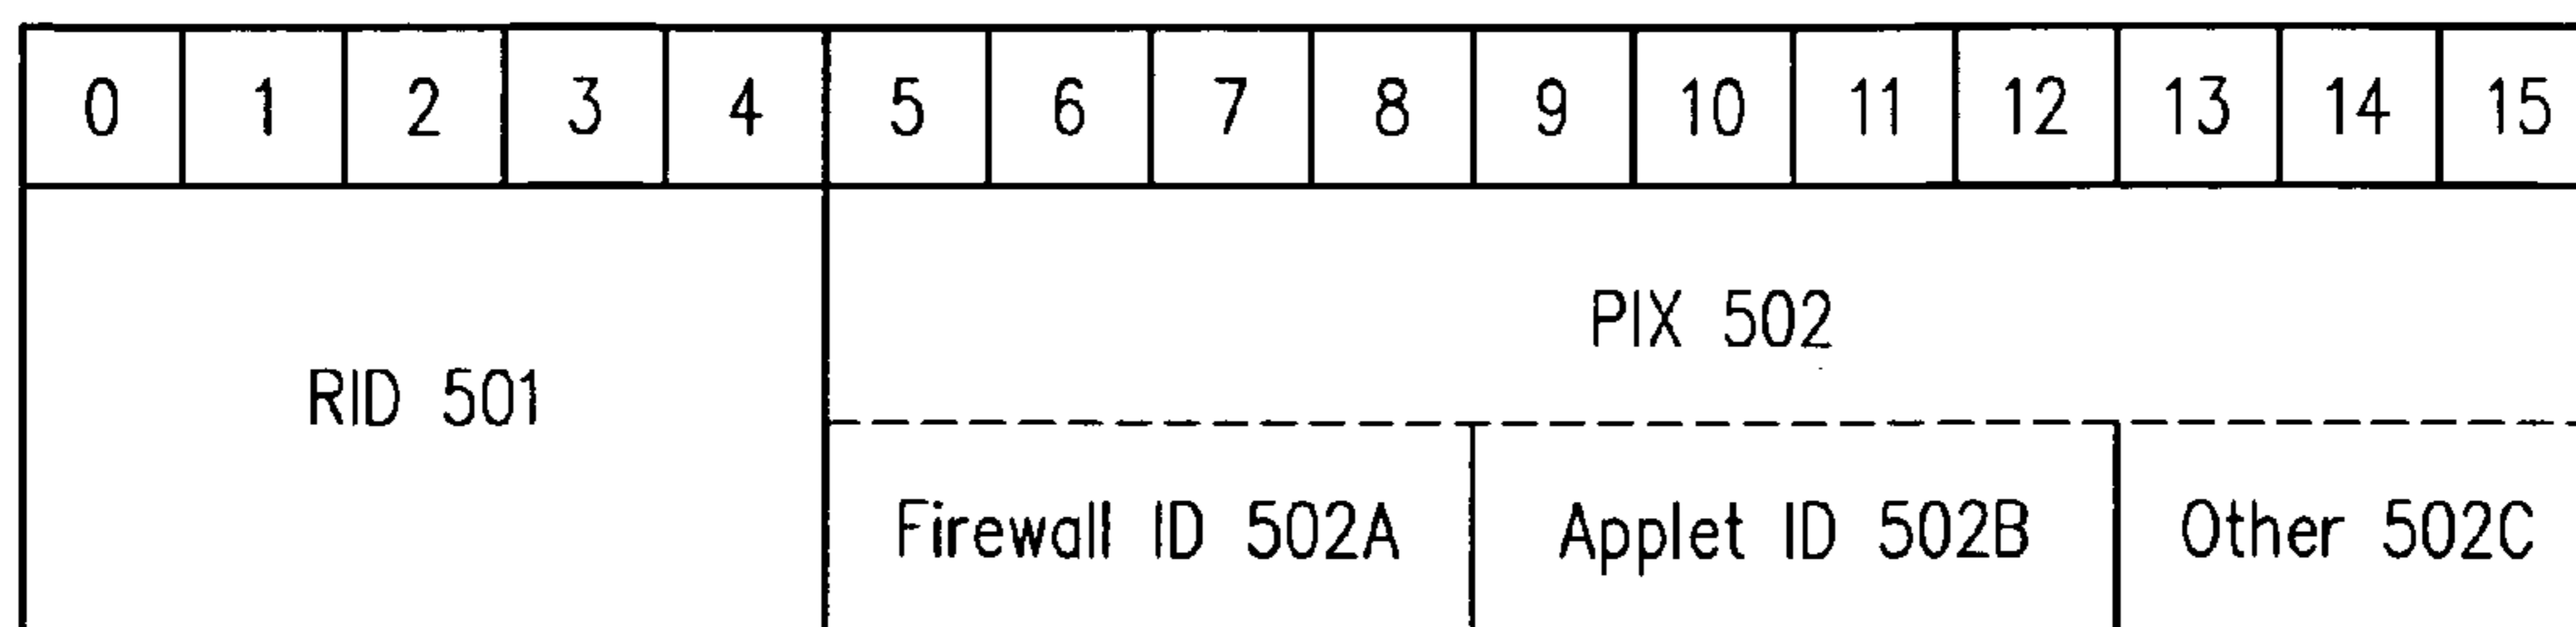 0 1 2 3 4 5 6 7 8 9 10 11 12 13 14 15
PIX 502
RID 501
Firewall ID 502A Applet ID 502B Other 502C